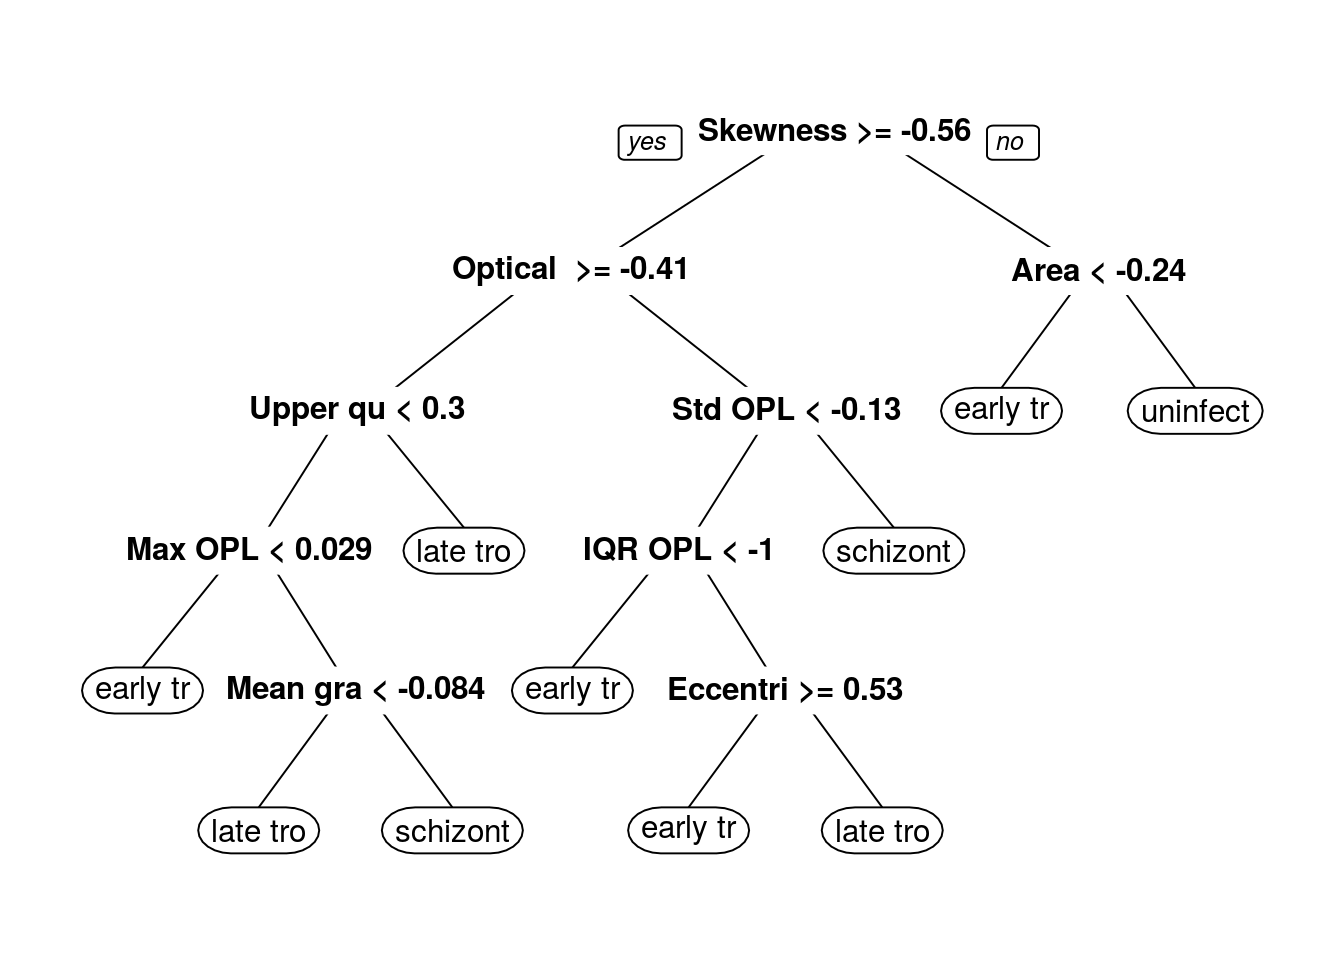 yes Skewness >= -0.56 no
Optical  >= -0.41
Area < -0.24
Upper qu < 0.3
Std OPL < -0.13
early tr
uninfect
Max OPL < 0.029
late tro
IQR OPL < -1
schizont
early tr
Mean gra < -0.084
early tr
Eccentri >= 0.53
late tro
schizont
early tr
late tro